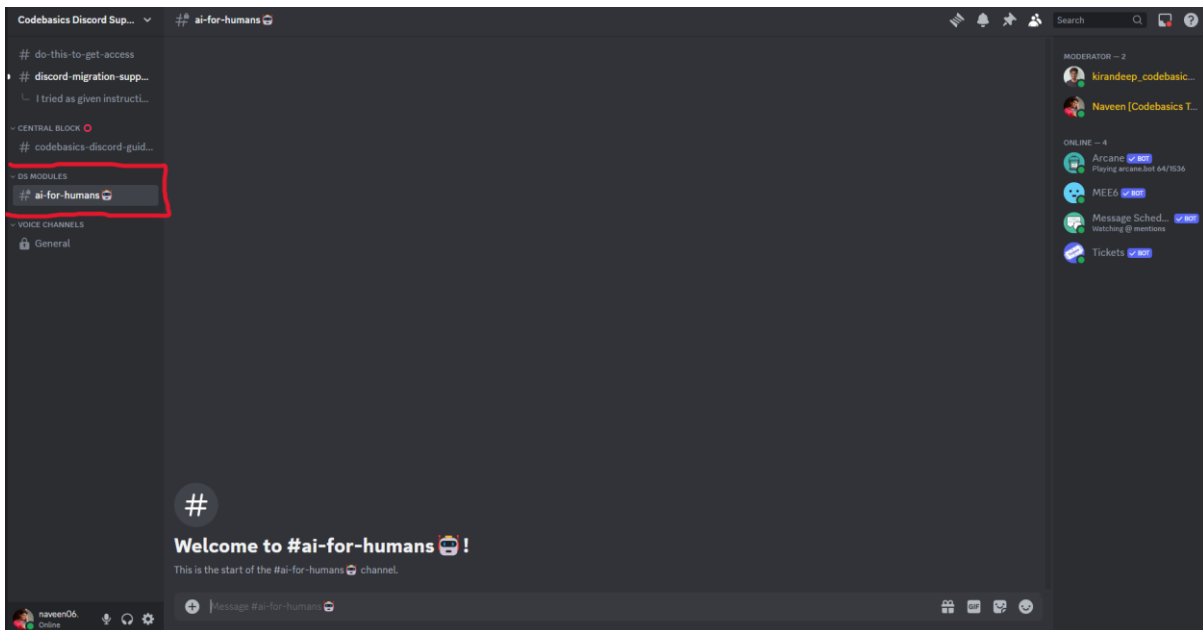 Codebasics Discord Sup...
# do-this-to-get-access
# discord-migration-supp...
I tried as given instructi...
CENTRAL BLOCK ⭕
# codebasics-discord-guid...
DS MODULES
# ai-for-humans🤖
VOICE CHANNELS
General
naveen06.
Online
# ai-for-humans🤖
Search
#
Welcome to #ai-for-humans🤖!
This is the start of the #ai-for-humans🤖 channel.
Message #ai-for-humans🤖
GIF
MODERATOR — 2
kirandeep_codebasic...
Naveen [Codebasics T...
ONLINE — 4
Arcane ✓ BOT
Playing arcane.bot 64/1536
MEE6 ✓ BOT
Message Sched... ✓ BOT
Watching @ mentions
Tickets ✓ BOT